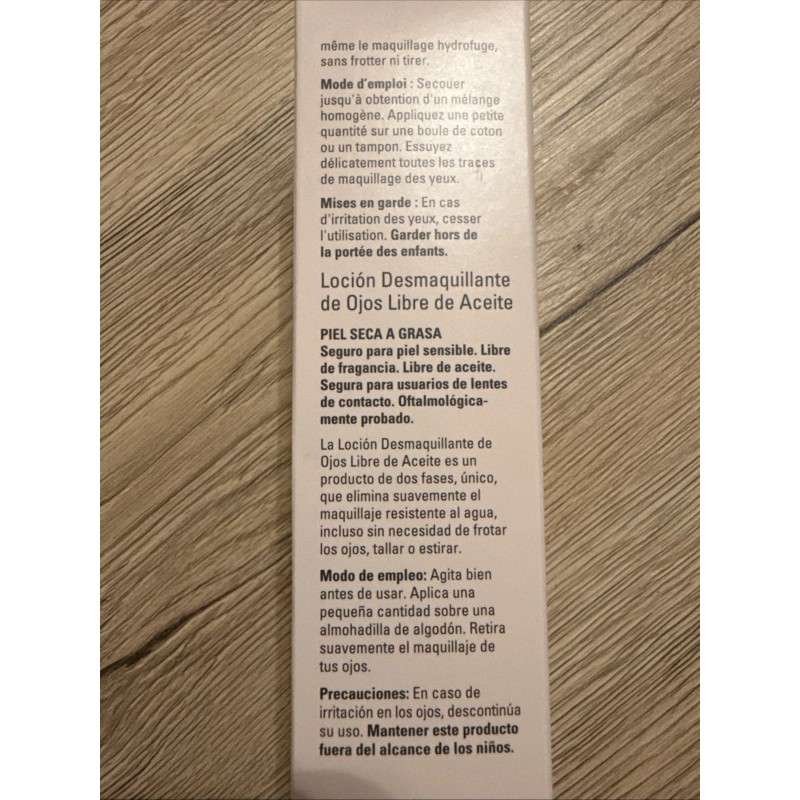 même le maquillage hydrofuge,
sans frotter ni tirer.
Mode d'emploi : Secouer
jusqu'à obtention d'un mélange
homogène. Appliquez une petite
quantité sur une boule de coton
ou un tampon. Essuyez
délicatement toutes les traces
de maquillage des yeux.
Mises en garde : En cas
d'irritation des yeux, cesser
l'utilisation. Garder hors de
la portée des enfants.
Loción Desmaquillante
de Ojos Libre de Aceite
PIEL SECA A GRASA
Seguro para piel sensible. Libre
de fragancia. Libre de aceite.
Segura para usuarios de lentes
de contacto. Oftalmológica-
mente probado.
La Loción Desmaquillante de
Ojos Libre de Aceite es un
producto de dos fases, único,
que elimina suavemente el
maquillaje resistente al agua,
incluso sin necesidad de frotar
los ojos, tallar o estirar.
Modo de empleo: Agita bien
antes de usar. Aplica una
pequeña cantidad sobre una
almohadilla de algodón. Retira
suavemente el maquillaje de
tus ojos.
Precauciones: En caso de
irritación en los ojos, descontinúa
su uso. Mantener este producto
fuera del alcance de los niños.